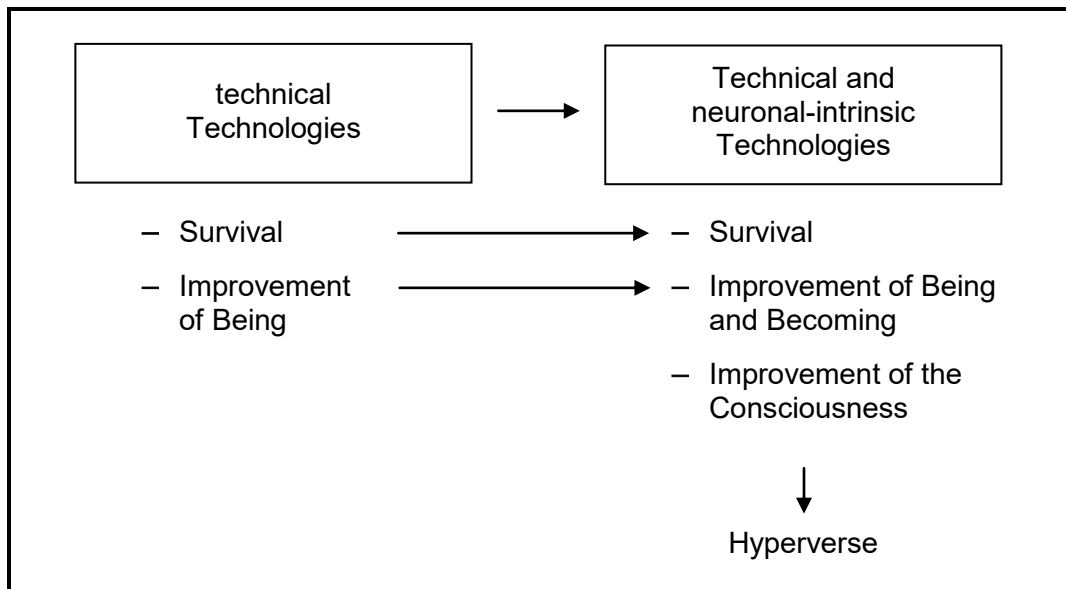 technical
Technologies
Technical and
neuronal-intrinsic
Technologies
– Survival
– Survival
– Improvement
of Being
– Improvement of Being
and Becoming
– Improvement of the
Consciousness
Hyperverse